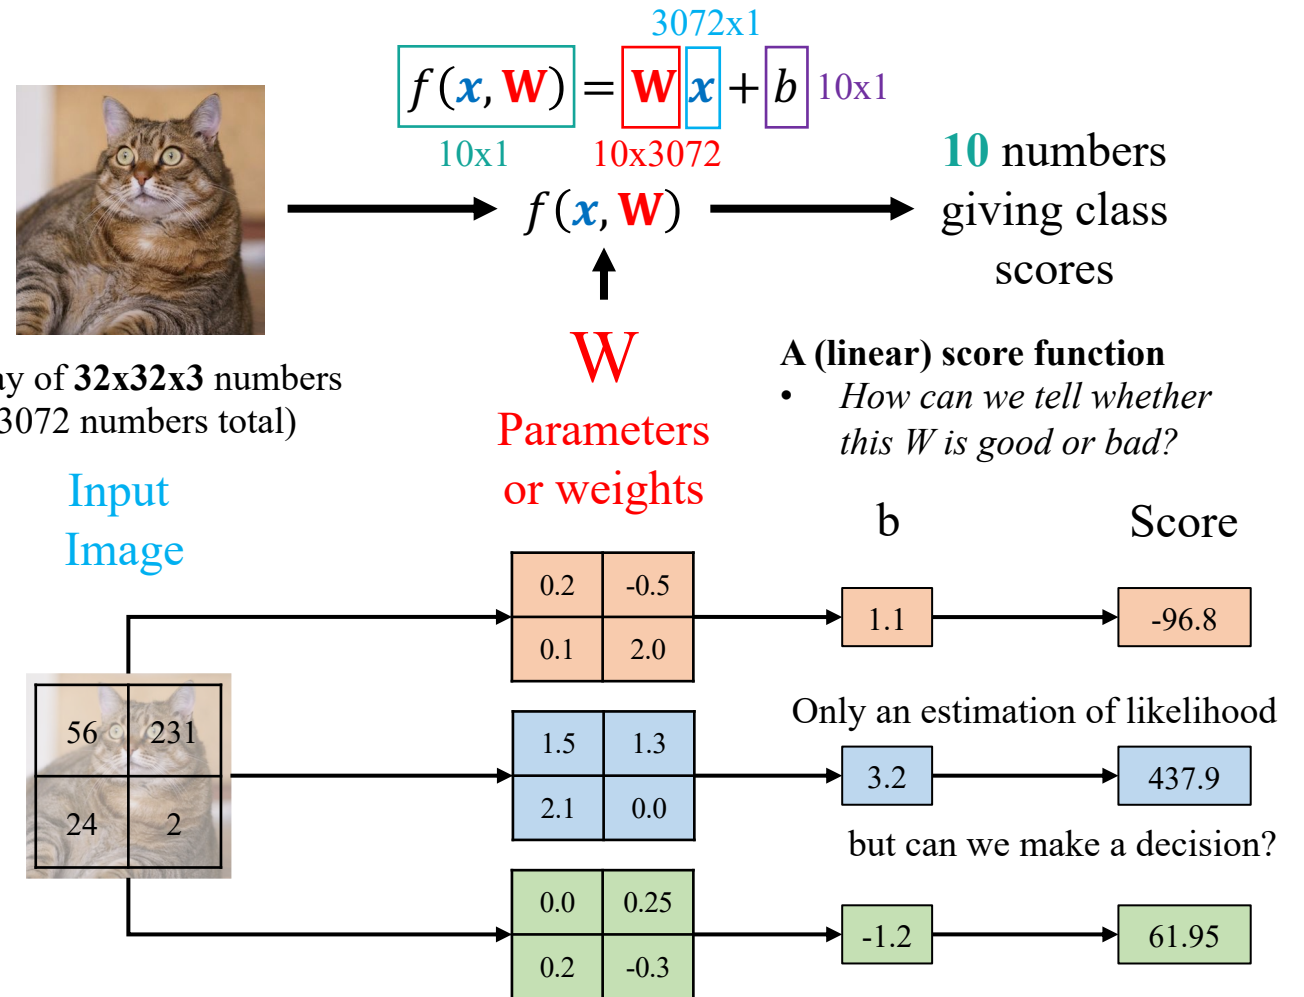 3072x1
f(x, W) = W x + b 10x1
10x1 10x3072
f(x, W)
10 numbers
giving class
scores
W
Parameters
or weights
32x32x3 numbers
3072 numbers total)
Input
Image
A (linear) score function
• How can we tell whether
this W is good or bad?
b Score
0.2 -0.5
0.1 2.0
1.1 -96.8
56 231
24 2
Only an estimation of likelihood
1.5 1.3
2.1 0.0
3.2 437.9
but can we make a decision?
0.0 0.25
0.2 -0.3
-1.2 61.95